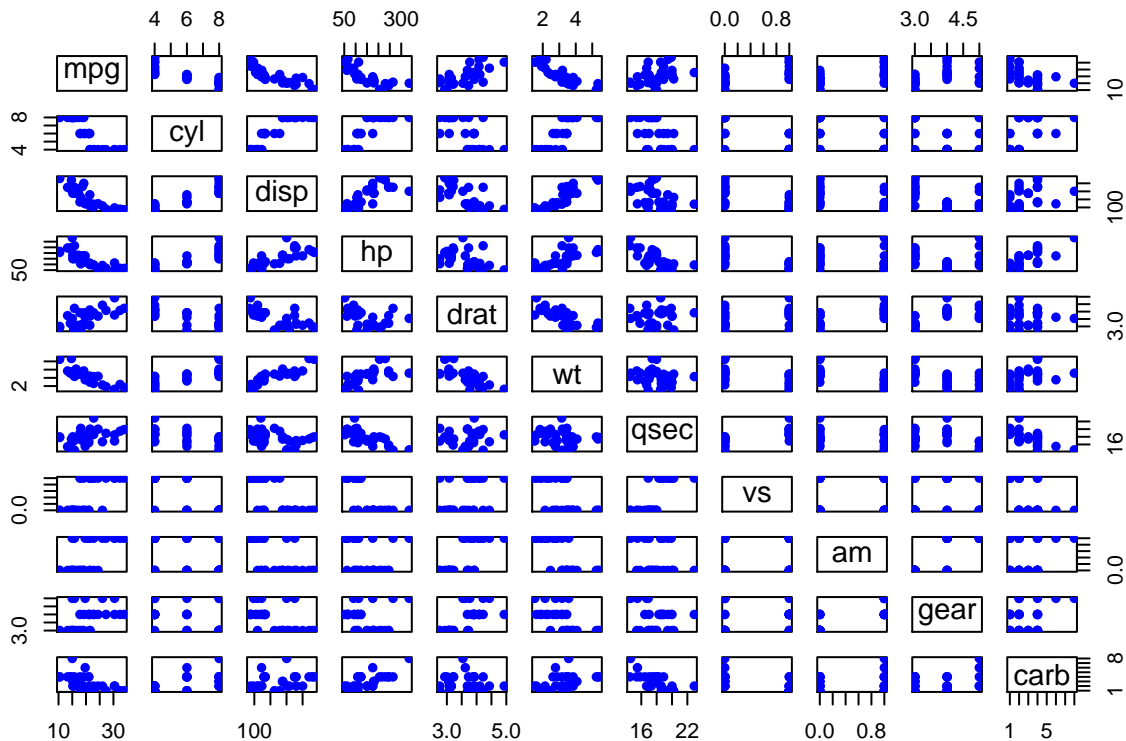 4 6 8 50 300 2 4 0.0 0.8 3.0 4.5
mpg 10
4 8 cyl
disp 100
50 hp
drat 3.0
2 wt
qsec 16
0.0 vs
am 0.0
3.0 gear
carb 1 8
10 20 30 100 3.0 5.0 16 22 0.0 0.8 1 5